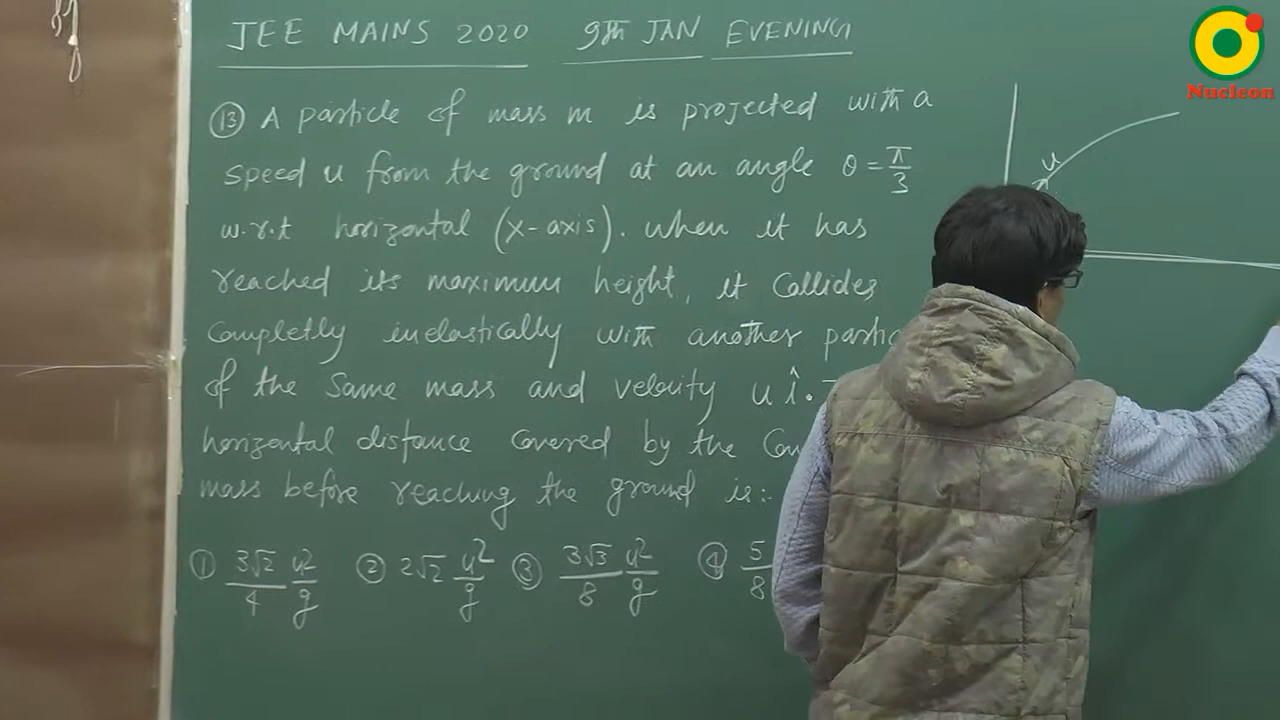 JEE MAINS 2020 9th JAN EVENING
Nucleon
(13) A particle of mass m is projected with a
speed u from the ground at an angle θ = π/3
w.r.t horizontal (x-axis). when it has
reached its maximum height, it collides
completly inelastically with another
of the same mass and velocity u î.
horizontal distance covered by the
mass before reaching the ground is:-
① 3√2/4 u²/g ② 2√2 u²/g ③ 3√3/8 u²/g ④ 5/8
u